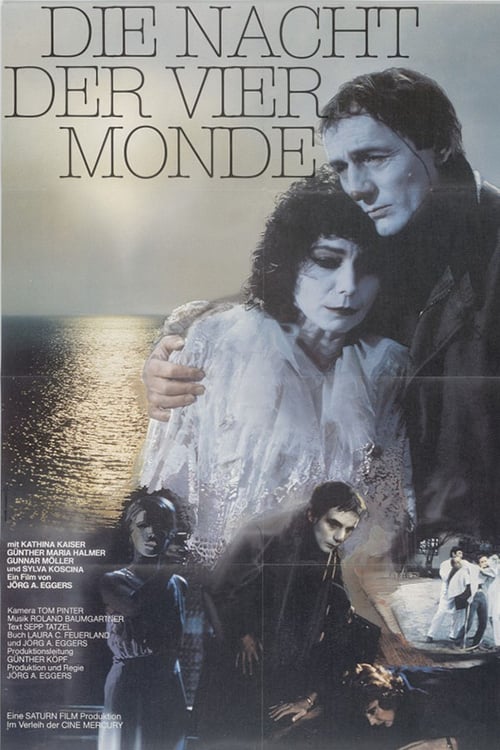 DIE NACHT
DER VIER
MONDE
mit KATHINA KAISER
GÜNTHER MARIA HALMER
GUNNAR MÖLLER
und SYLVA KOSCINA
Ein Film von
JÖRG A. EGGERS
Kamera TOM PINTER
Musik ROLAND BAUMGARTNER
Text SEPP TATZEL
Buch LAURA C. FEUERLAND
und JÖRG A. EGGERS
Produktionsleitung
GÜNTHER KÖPF
Produktion und Regie
JÖRG A. EGGERS
Eine SATURN FILM Produktion
Im Verleih der CINE MERCURY